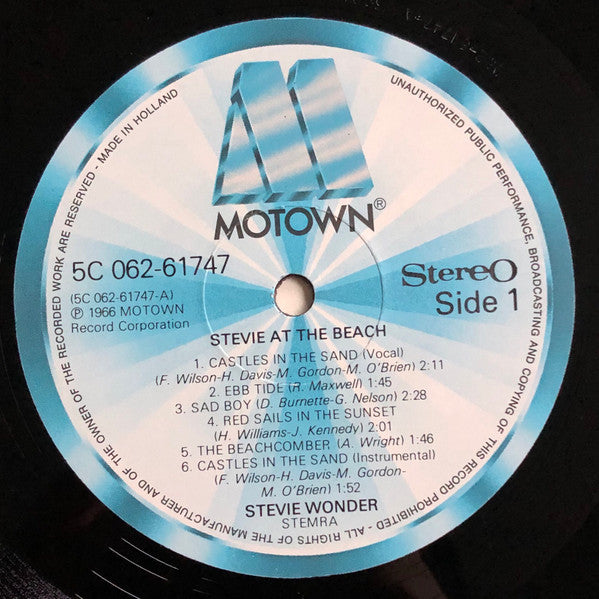 MOTOWN®
5C 062-61747
(5C 062-61747-A)
℗ 1966 MOTOWN
Record Corporation
Stereo
Side 1
STEVIE AT THE BEACH
1. CASTLES IN THE SAND (Vocal)
(F. Wilson-H. Davis-M. Gordon-M. O'Brien) 2:11
2. EBB TIDE (R. Maxwell) 1:45
3. SAD BOY (D. Burnette-G. Nelson) 2:28
4. RED SAILS IN THE SUNSET
(H. Williams-J. Kennedy) 2:01
5. THE BEACHCOMBER (A. Wright) 1:46
6. CASTLES IN THE SAND (Instrumental)
(F. Wilson-H. Davis-M. Gordon-
M. O'Brien) 1:52
STEVIE WONDER
STEMRA
UNAUTHORIZED PUBLIC PERFORMANCE, BROADCASTING AND COPYING OF THIS RECORD PROHIBITED - ALL RIGHTS OF THE MANUFACTURER AND OF THE OWNER OF THE RECORDED WORK ARE RESERVED - MADE IN HOLLAND